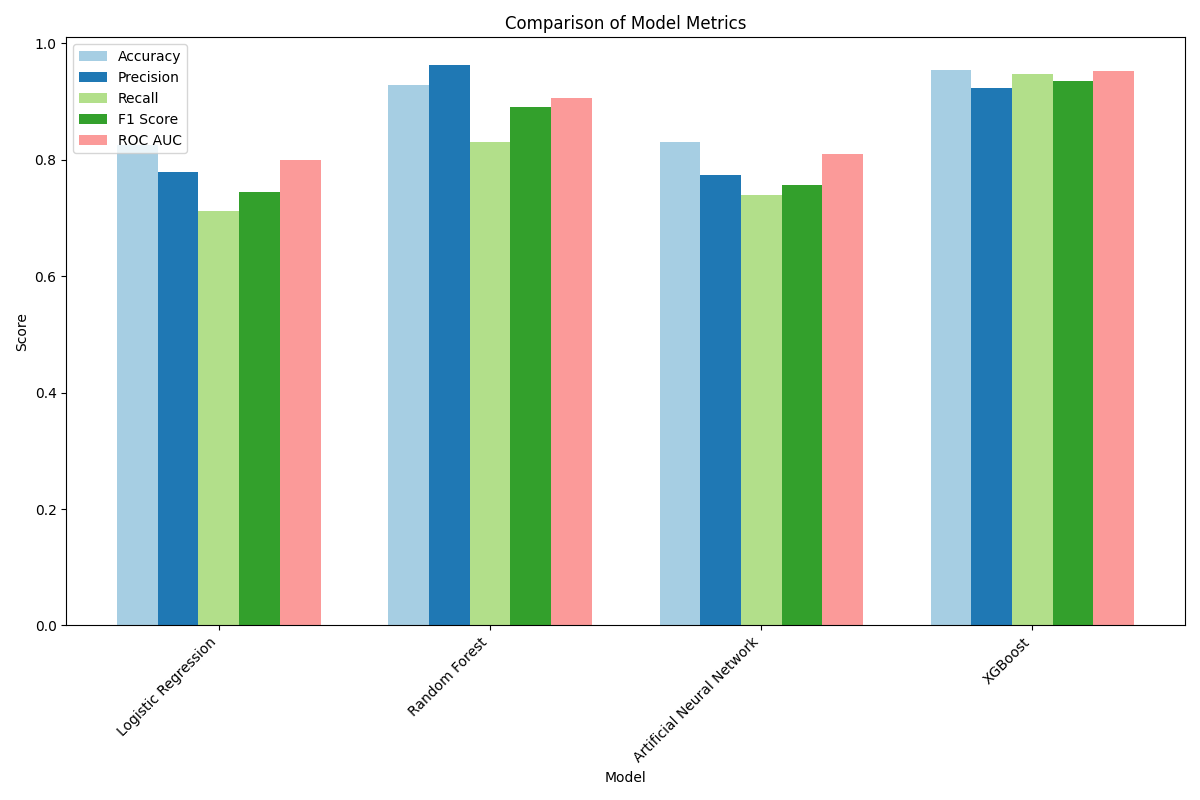 Comparison of Model Metrics
Accuracy
Precision
Recall
F1 Score
ROC AUC
1.0
0.8
0.6
0.4
0.2
0.0
Score
Logistic Regression
Random Forest
Artificial Neural Network
XGBoost
Model